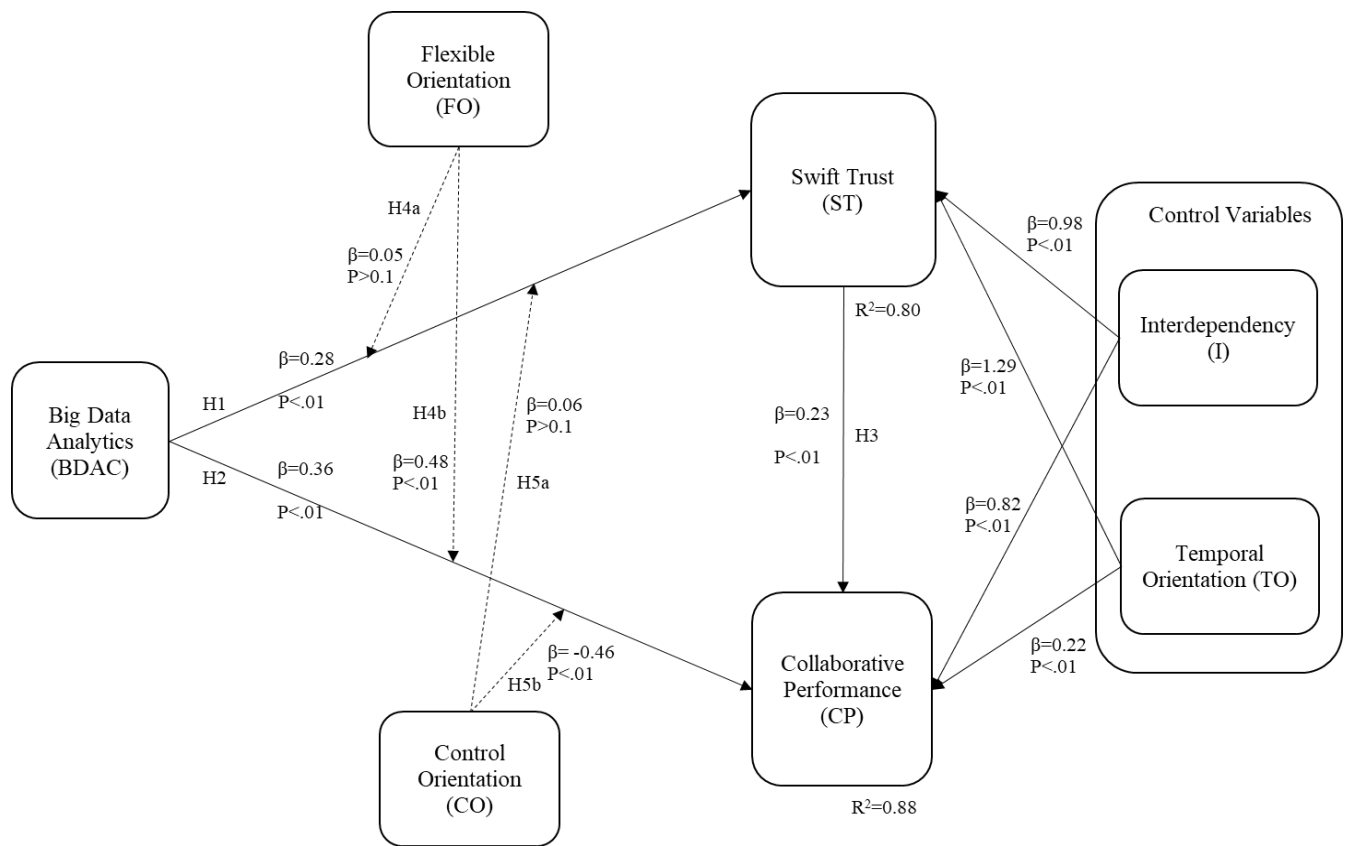 Flexible
Orientation
(FO)
Swift Trust
(ST)
Control Variables
H4a
β=0.98
P<.01
β=0.05
P>0.1
Interdependency
(I)
R²=0.80
β=0.28
P<.01
H1
Big Data
Analytics
(BDAC)
H2
β=0.36
P<.01
H4b
β=0.48
P<.01
β=0.06
P>0.1
H5a
β=0.23
P<.01
H3
β=1.29
P<.01
β=0.82
P<.01
Temporal
Orientation (TO)
β= -0.46
P<.01
H5b
Collaborative
Performance
(CP)
β=0.22
P<.01
Control
Orientation
(CO)
R²=0.88